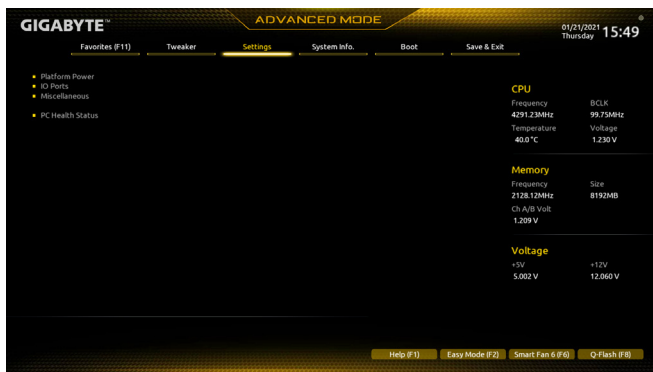 GIGABYTE™
ADVANCED MODE
01/21/2021 Thursday 15:49
Favorites (F11) Tweaker Settings System Info. Boot Save & Exit
Platform Power
IO Ports
Miscellaneous
PC Health Status
CPU
Frequency BCLK
4291.23MHz 99.75MHz
Temperature Voltage
40.0 °C 1.230 V
Memory
Frequency Size
2128.12MHz 8192MB
Ch A/B Volt
1.209 V
Voltage
+5V +12V
5.002 V 12.060 V
Help (F1) Easy Mode (F2) Smart Fan 6 (F6) Q-Flash (F8)